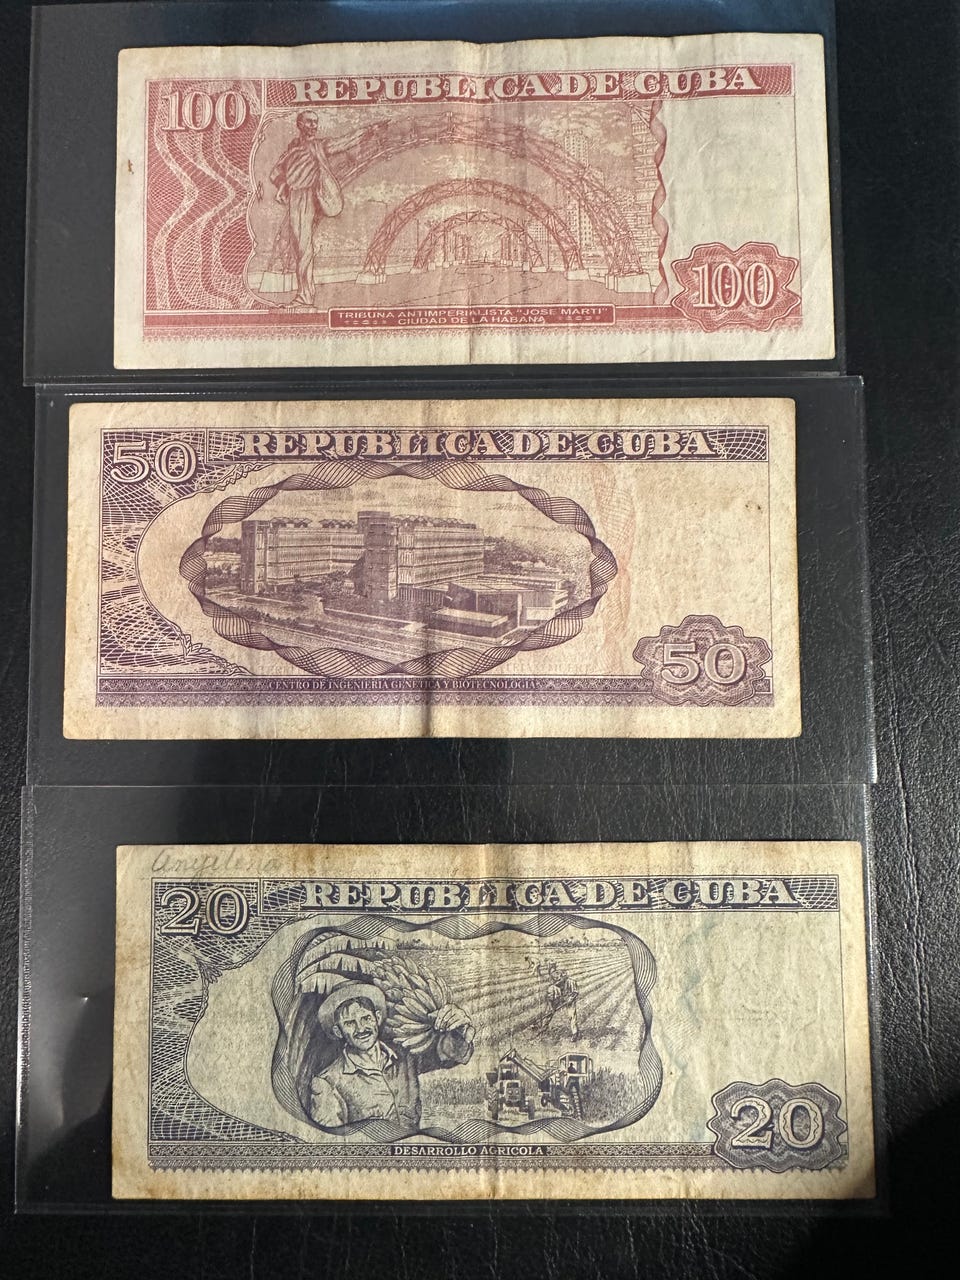 REPUBLICA DE CUBA
100
100
TRIBUNA ANTIMPERIALISTA "JOSE MARTI"
CIUDAD DE LA HABANA
50
REPUBLICA DE CUBA
50
CENTRO DE INGENIERIA GENETICA Y BIOTECNOLOGIA
20
REPUBLICA DE CUBA
20
DESARROLLO AGRICOLA